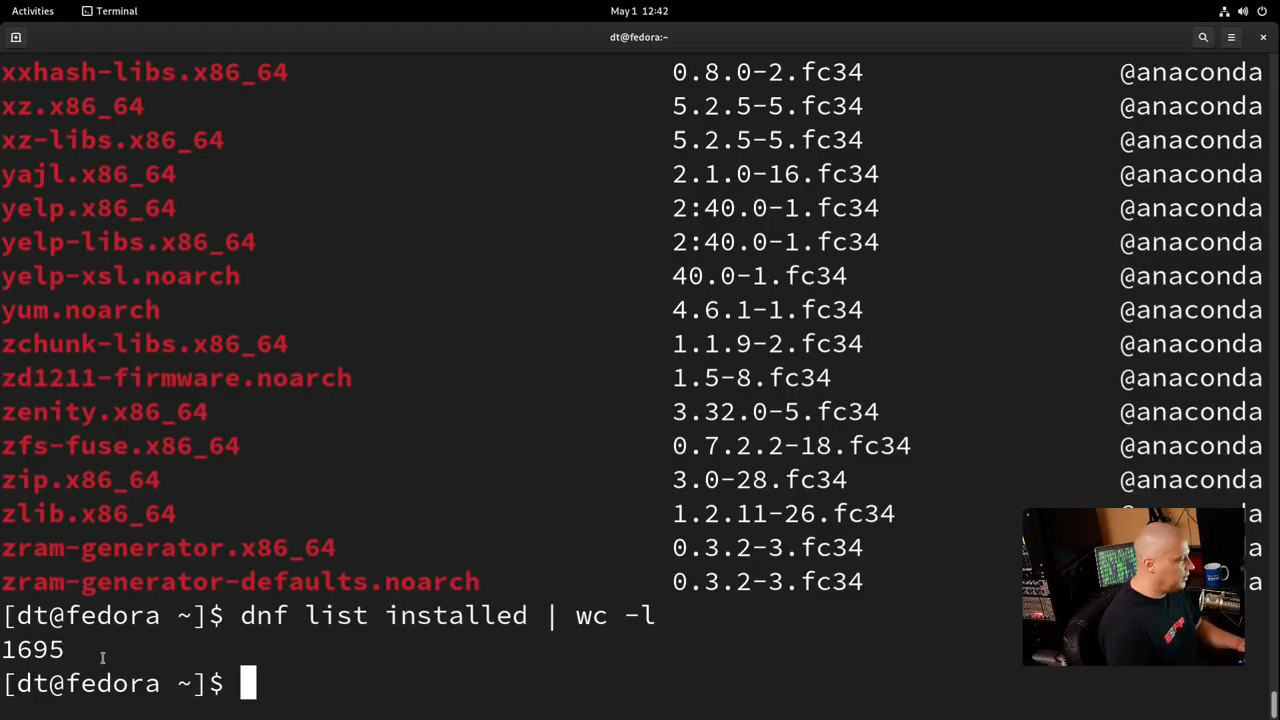 Activities Terminal May 1 12:42
dt@fedora:~
xxhash-libs.x86_64 0.8.0-2.fc34 @anaconda
xz.x86_64 5.2.5-5.fc34 @anaconda
xz-libs.x86_64 5.2.5-5.fc34 @anaconda
yajl.x86_64 2.1.0-16.fc34 @anaconda
yelp.x86_64 2:40.0-1.fc34 @anaconda
yelp-libs.x86_64 2:40.0-1.fc34 @anaconda
yelp-xsl.noarch 40.0-1.fc34 @anaconda
yum.noarch 4.6.1-1.fc34 @anaconda
zchunk-libs.x86_64 1.1.9-2.fc34 @anaconda
zd1211-firmware.noarch 1.5-8.fc34 @anaconda
zenity.x86_64 3.32.0-5.fc34 @anaconda
zfs-fuse.x86_64 0.7.2.2-18.fc34 @anaconda
zip.x86_64 3.0-28.fc34 @anaconda
zlib.x86_64 1.2.11-26.fc34
zram-generator.x86_64 0.3.2-3.fc34 a
zram-generator-defaults.noarch 0.3.2-3.fc34 a
[dt@fedora ~]$ dnf list installed | wc -l
1695
[dt@fedora ~]$